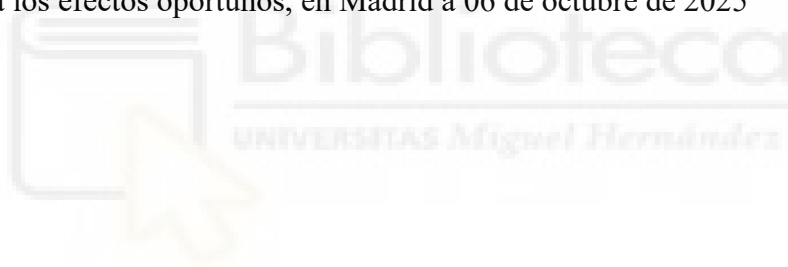 los efectos oportunos, en Madrid a 06 de octubre de 2025
Biblioteca
UNIVERSITAS Miguel Hernández